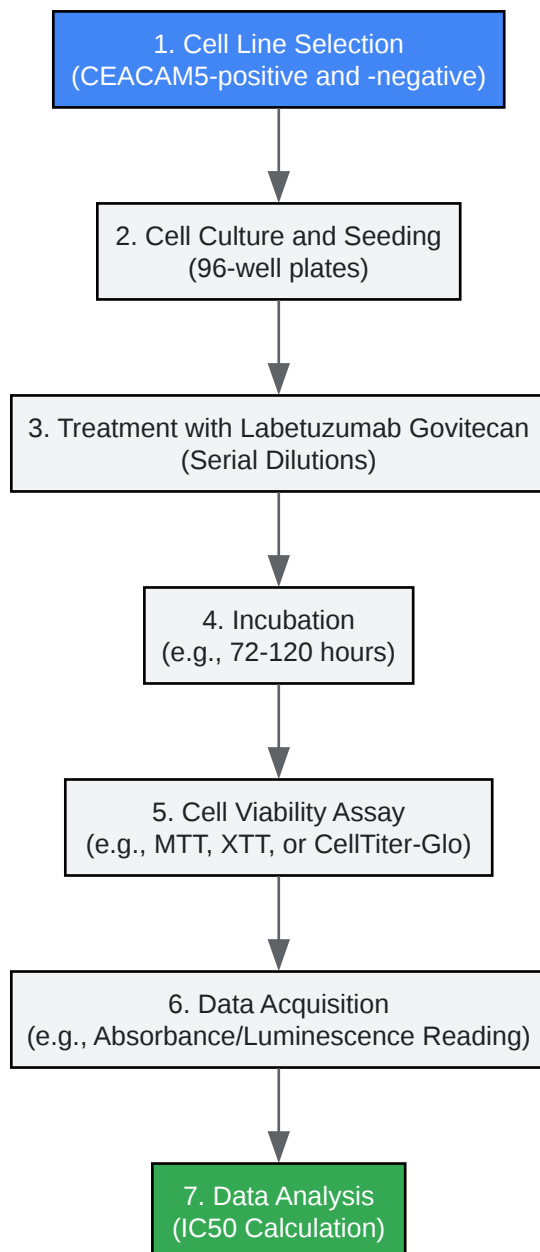 1. Cell Line Selection
(CEACAM5-positive and -negative)
2. Cell Culture and Seeding
(96-well plates)
3. Treatment with Labetuzumab Govitecan
(Serial Dilutions)
4. Incubation
(e.g., 72-120 hours)
5. Cell Viability Assay
(e.g., MTT, XTT, or CellTiter-Glo)
6. Data Acquisition
(e.g., Absorbance/Luminescence Reading)
7. Data Analysis
(IC50 Calculation)